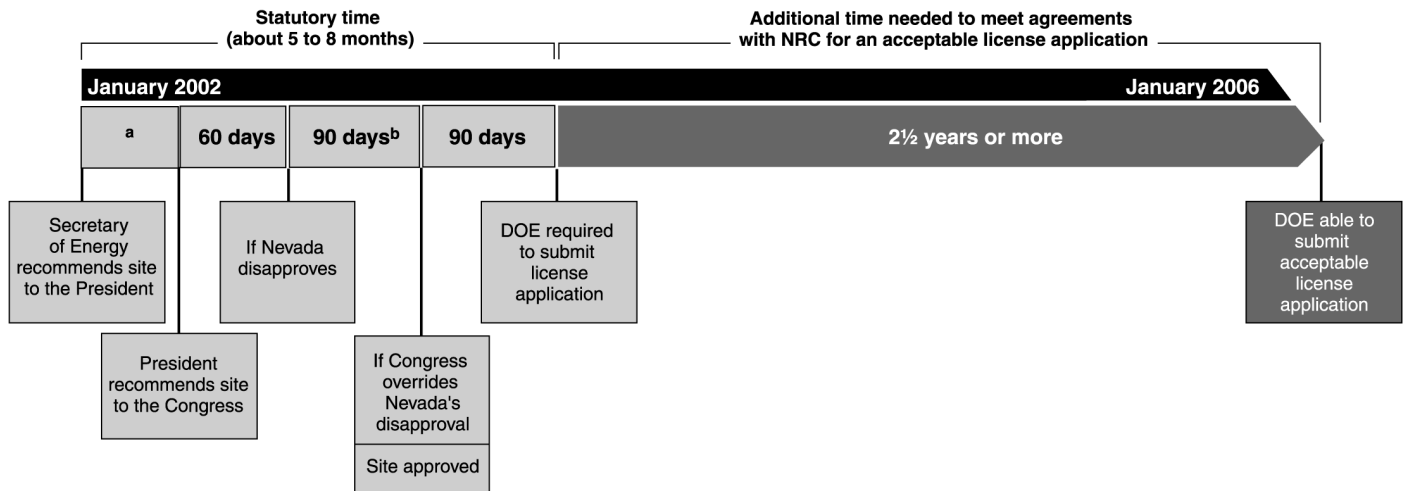 Statutory time
(about 5 to 8 months)
Additional time needed to meet agreements
with NRC for an acceptable license application
January 2002
January 2006
a
60 days
90 daysb
90 days
2½ years or more
Secretary
of Energy
recommends site
to the President
President
recommends site
to the Congress
If Nevada
disapproves
If Congress
overrides
Nevada's
disapproval
Site approved
DOE required
to submit
license
application
DOE able to
submit
acceptable
license
application